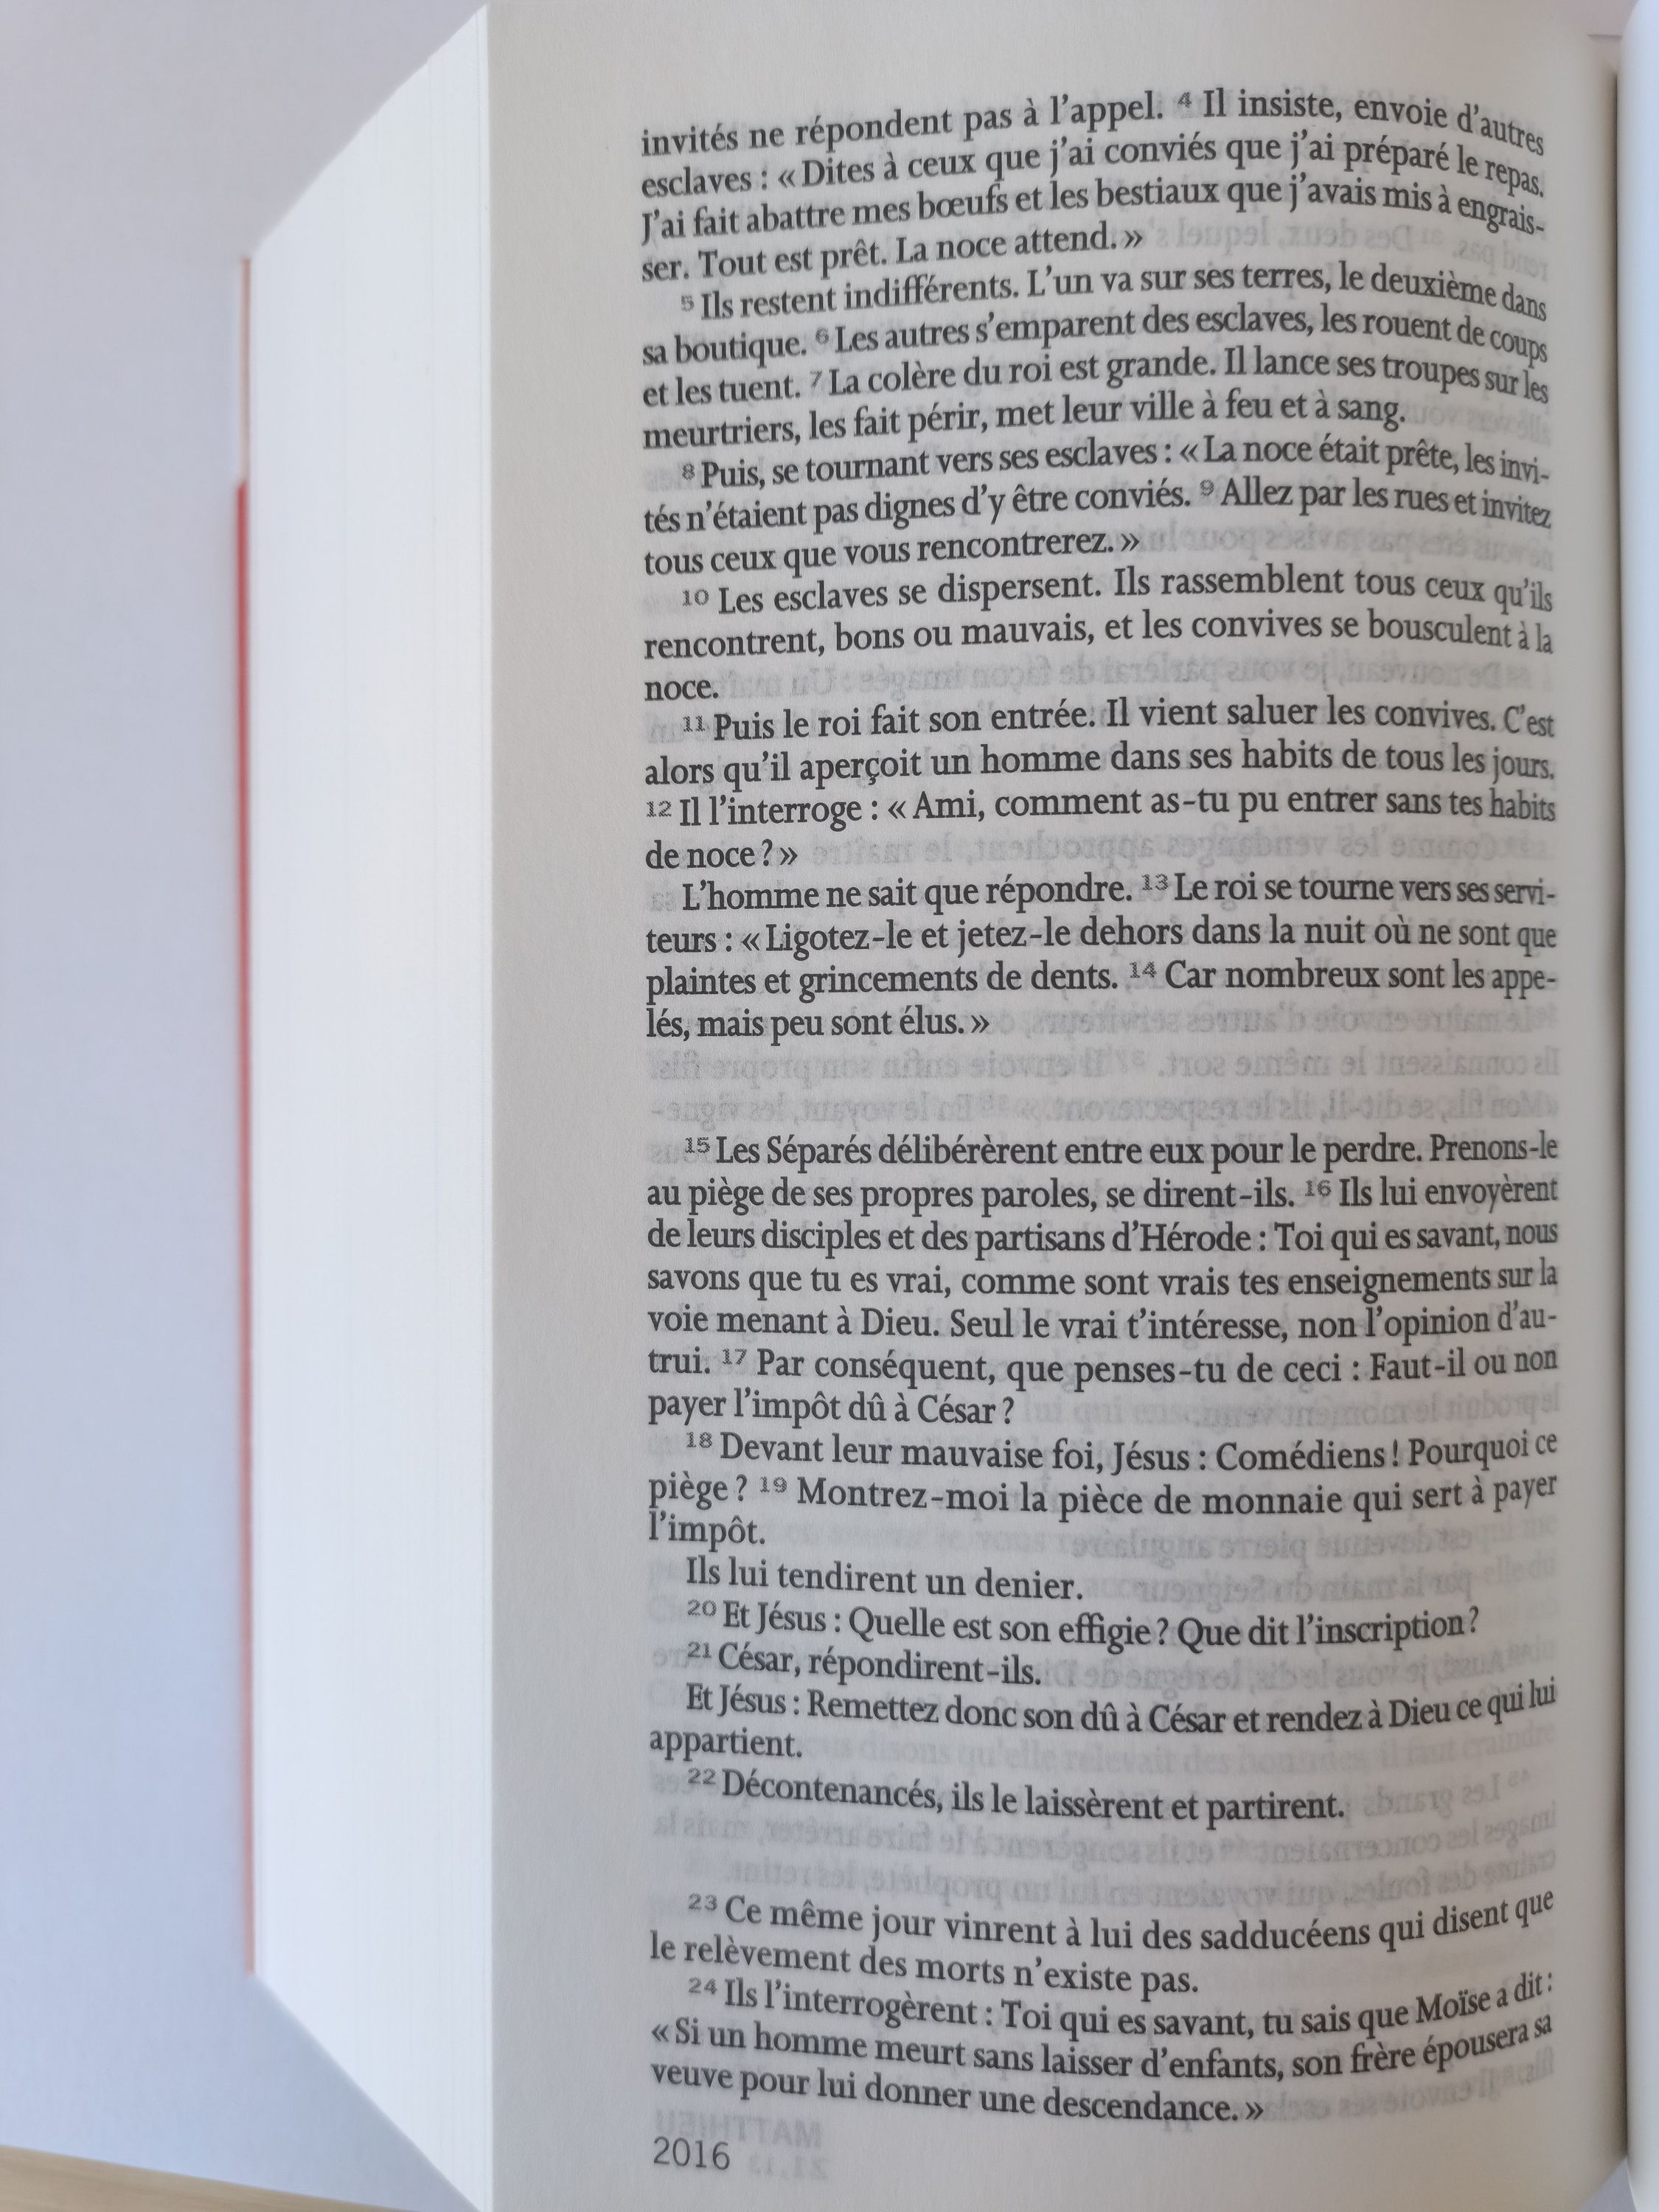 invités ne répondent pas à l’appel. ⁴ Il insiste, envoie d’autres
esclaves : « Dites à ceux que j’ai conviés que j’ai préparé le repas.
J’ai fait abattre mes bœufs et les bestiaux que j’avais mis à engrais-
ser. Tout est prêt. La noce attend. »
⁵ Ils restent indifférents. L’un va sur ses terres, le deuxième dans
sa boutique. ⁶ Les autres s’emparent des esclaves, les rouent de coups
et les tuent. ⁷ La colère du roi est grande. Il lance ses troupes sur les
meurtriers, les fait périr, met leur ville à feu et à sang.
⁸ Puis, se tournant vers ses esclaves : « La noce était prête, les invi-
tés n’étaient pas dignes d’y être conviés. ⁹ Allez par les rues et invitez
tous ceux que vous rencontrerez. »
¹⁰ Les esclaves se dispersent. Ils rassemblent tous ceux qu’ils
rencontrent, bons ou mauvais, et les convives se bousculent à la
noce.
¹¹ Puis le roi fait son entrée. Il vient saluer les convives. C’est
alors qu’il aperçoit un homme dans ses habits de tous les jours.
¹² Il l’interroge : « Ami, comment as-tu pu entrer sans tes habits
de noce ? »
L’homme ne sait que répondre. ¹³ Le roi se tourne vers ses servi-
teurs : « Ligotez-le et jetez-le dehors dans la nuit où ne sont que
plaintes et grincements de dents. ¹⁴ Car nombreux sont les appe-
lés, mais peu sont élus. »
¹⁵ Les Séparés délibérèrent entre eux pour le perdre. Prenons-le
au piège de ses propres paroles, se dirent-ils. ¹⁶ Ils lui envoyèrent
de leurs disciples et des partisans d’Hérode : Toi qui es savant, nous
savons que tu es vrai, comme sont vrais tes enseignements sur la
voie menant à Dieu. Seul le vrai t’intéresse, non l’opinion d’au-
trui. ¹⁷ Par conséquent, que penses-tu de ceci : Faut-il ou non
payer l’impôt dû à César ?
¹⁸ Devant leur mauvaise foi, Jésus : Comédiens ! Pourquoi ce
piège ? ¹⁹ Montrez-moi la pièce de monnaie qui sert à payer
l’impôt.
Ils lui tendirent un denier.
²⁰ Et Jésus : Quelle est son effigie ? Que dit l’inscription ?
²¹ César, répondirent-ils.
Et Jésus : Remettez donc son dû à César et rendez à Dieu ce qui lui
appartient.
²² Décontenancés, ils le laissèrent et partirent.
²³ Ce même jour vinrent à lui des sadducéens qui disent que
le relèvement des morts n’existe pas.
²⁴ Ils l’interrogèrent : Toi qui es savant, tu sais que Moïse a dit :
« Si un homme meurt sans laisser d’enfants, son frère épousera sa
veuve pour lui donner une descendance. »
2016